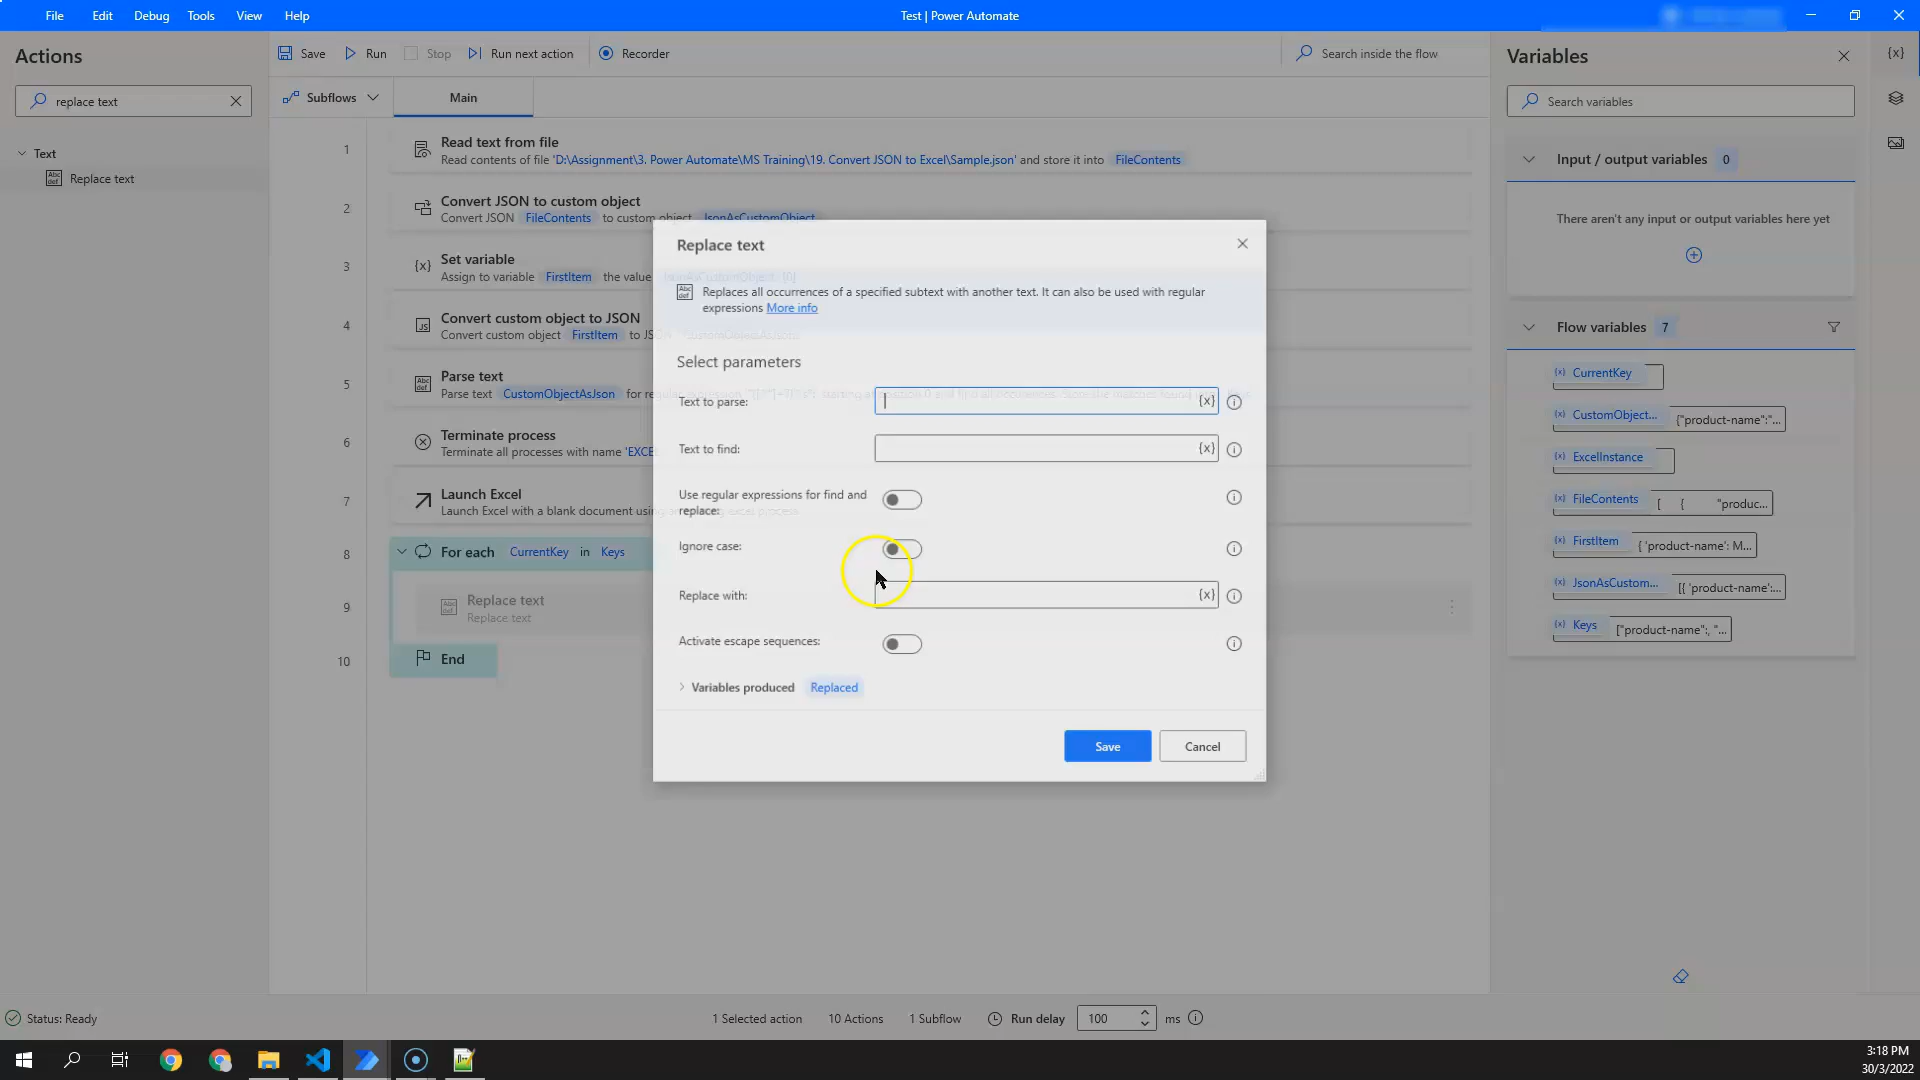 File Edit Debug Tools View Help
Test | Power Automate
Actions
replace text
Text
Replace text
Save Run Stop Run next action Recorder
Search inside the flow
Subflows Main
1 Read text from file
Read contents of file 'D:\Assignment\3. Power Automate\MS Training\19. Convert JSON to Excel\Sample.json' and store it into FileContents
2 Convert JSON to custom object
Convert JSON FileContents to custom object JsonAsCustomObject
3 Set variable
Assign to variable FirstItem the value JsonAsCustomObject [0]
4 Convert custom object to JSON
Convert custom object FirstItem to JSON CustomObjectAsJson
5 Parse text
Parse text CustomObjectAsJson for
6 Terminate process
Terminate all processes with name 'EXCE
7 Launch Excel
Launch Excel with a blank document using
8 For each CurrentKey in Keys
9 Replace text
Replace text
10 End
Replace text
Replaces all occurrences of a specified subtext with another text. It can also be used with regular
expressions More info
Select parameters
Text to parse: {x}
Text to find: {x}
Use regular expressions for find and
replace:
Ignore case:
Replace with: {x}
Activate escape sequences:
Variables produced Replaced
Save Cancel
Variables
Search variables
Input / output variables 0
There aren't any input or output variables here yet
Flow variables 7
CurrentKey
CustomObject... {"product-name":"...
ExcelInstance
FileContents [ { "produc...
FirstItem { 'product-name': M...
JsonAsCustom... [{ 'product-name':...
Keys ["product-name":, "...
Status: Ready
1 Selected action 10 Actions 1 Subflow Run delay 100 ms
3:18 PM
30/3/2022